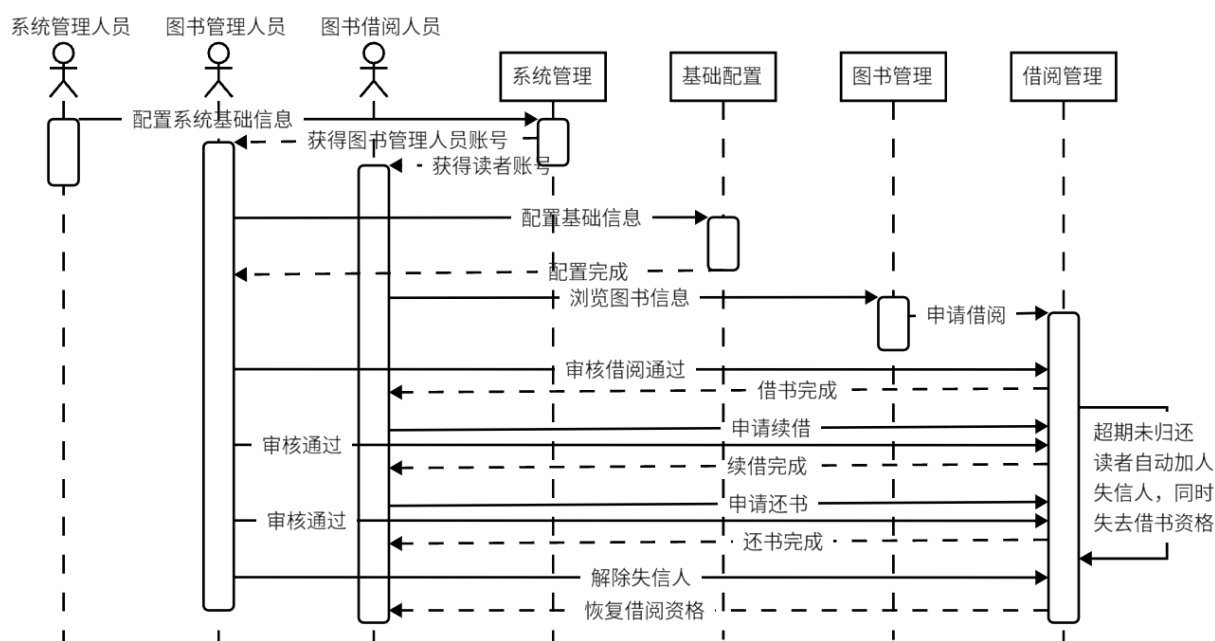 系统管理人员
图书管理人员
图书借阅人员
系统管理
基础配置
图书管理
借阅管理
配置系统基础信息
获得图书管理人员账号
获得读者账号
配置基础信息
配置完成
浏览图书信息
申请借阅
审核借阅通过
借书完成
申请续借
审核通过
续借完成
申请还书
审核通过
还书完成
解除失信人
恢复借阅资格
超期未归还
读者自动加人
失信人，同时
失去借书资格